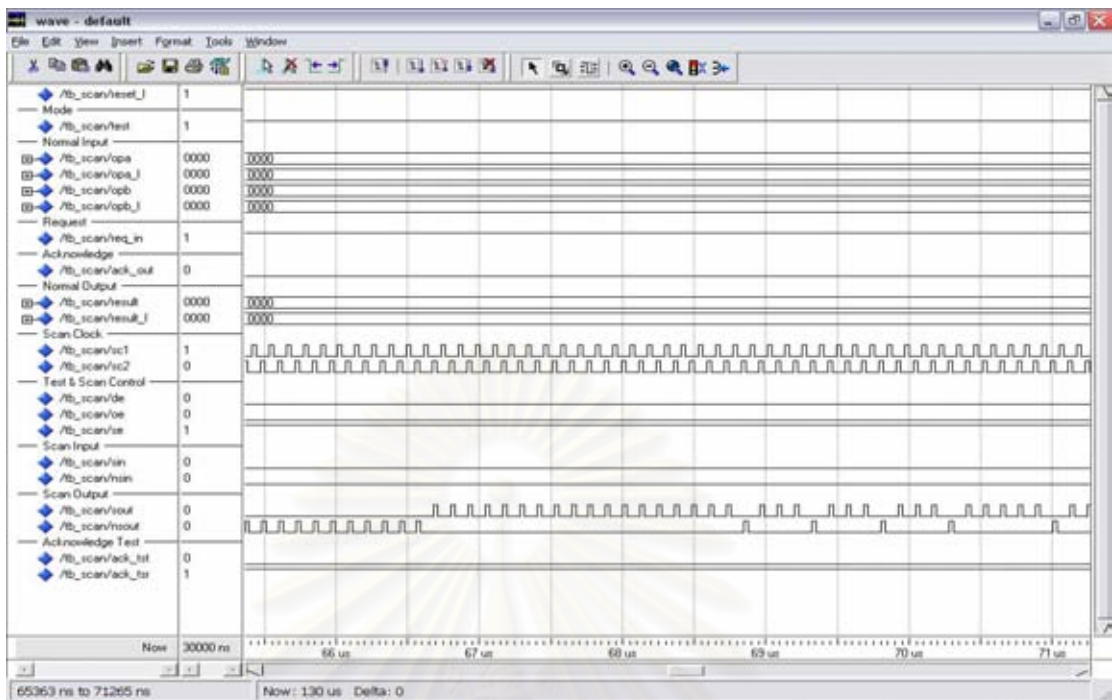 wave - default
File Edit View Insert Format Tools Window
/tb_scan/reset_l 1
Mode
/tb_scan/test 1
Normal Input
/tb_scan/opa 0000 0000
/tb_scan/opa_l 0000 0000
/tb_scan/opb 0000 0000
/tb_scan/opb_l 0000 0000
Request
/tb_scan/req_in 1
Acknowledge
/tb_scan/ack_out 0
Normal Output
/tb_scan/result 0000 0000
/tb_scan/result_l 0000 0000
Scan Clock
/tb_scan/sc1 1
/tb_scan/sc2 0
Test & Scan Control
/tb_scan/de 0
/tb_scan/oe 0
/tb_scan/se 1
Scan Input
/tb_scan/sin 0
/tb_scan/nsin 0
Scan Output
/tb_scan/sout 0
/tb_scan/nsout 0
Acknowledge Test
/tb_scan/ack_tst 0
/tb_scan/ack_tsr 1
Now 30000 ns 66 us 67 us 68 us 69 us 70 us 71 us
65363 ns to 71265 ns Now: 130 us Delta: 0